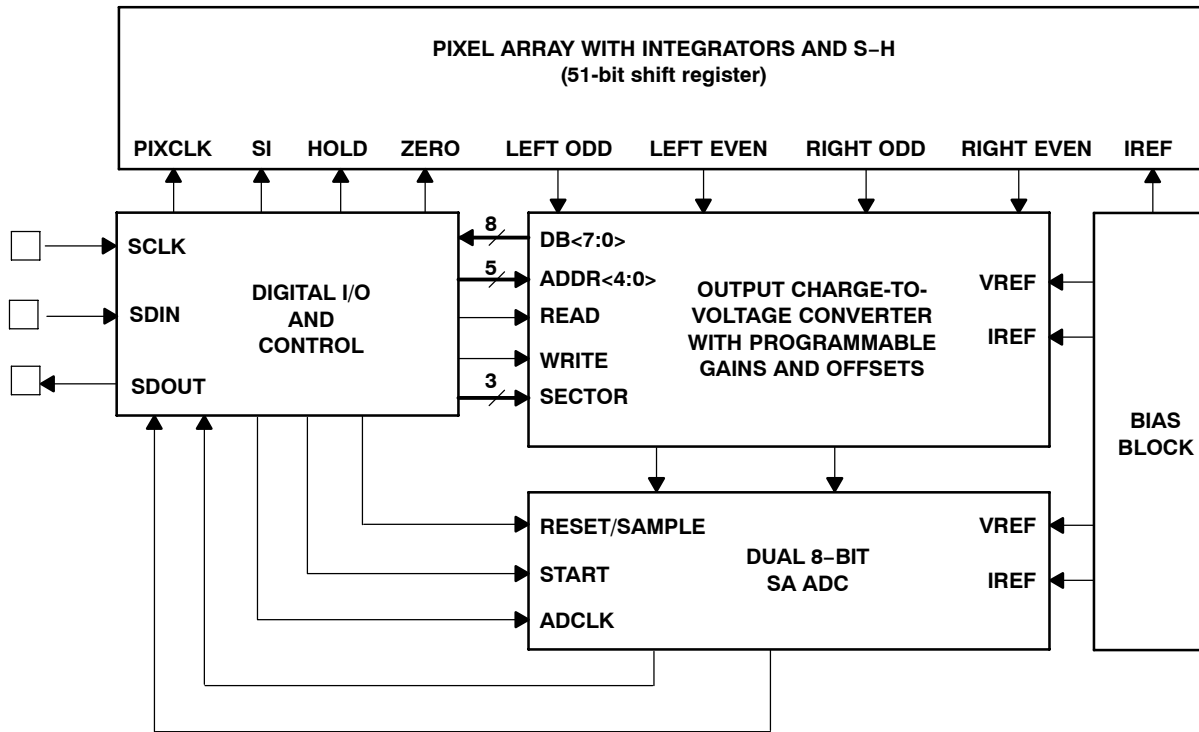 PIXEL ARRAY WITH INTEGRATORS AND S−H
(51-bit shift register)
PIXCLK SI HOLD ZERO LEFT ODD LEFT EVEN RIGHT ODD RIGHT EVEN IREF
SCLK
SDIN
SDOUT
DIGITAL I/O
AND
CONTROL
8
5
3
DB<7:0>
ADDR<4:0>
READ
WRITE
SECTOR
OUTPUT CHARGE-TO-
VOLTAGE CONVERTER
WITH PROGRAMMABLE
GAINS AND OFFSETS
VREF
IREF
BIAS
BLOCK
RESET/SAMPLE
START
ADCLK
DUAL 8−BIT
SA ADC
VREF
IREF